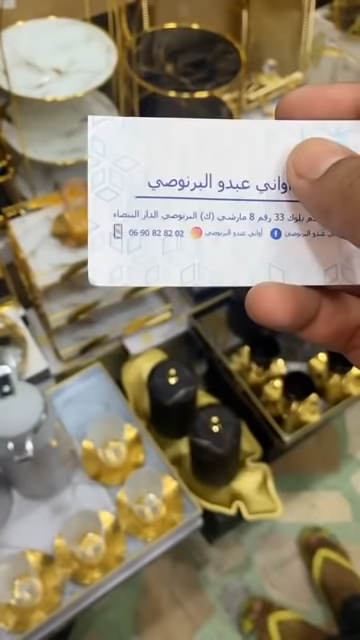 أواني عبدو البرنوصي
بلوك 33 رقم 8 مارشي (ك) البرنوصي الدار البيضاء
06 90 82 82 02 أواني عبدو البرنوصي عبدو البرنوصي